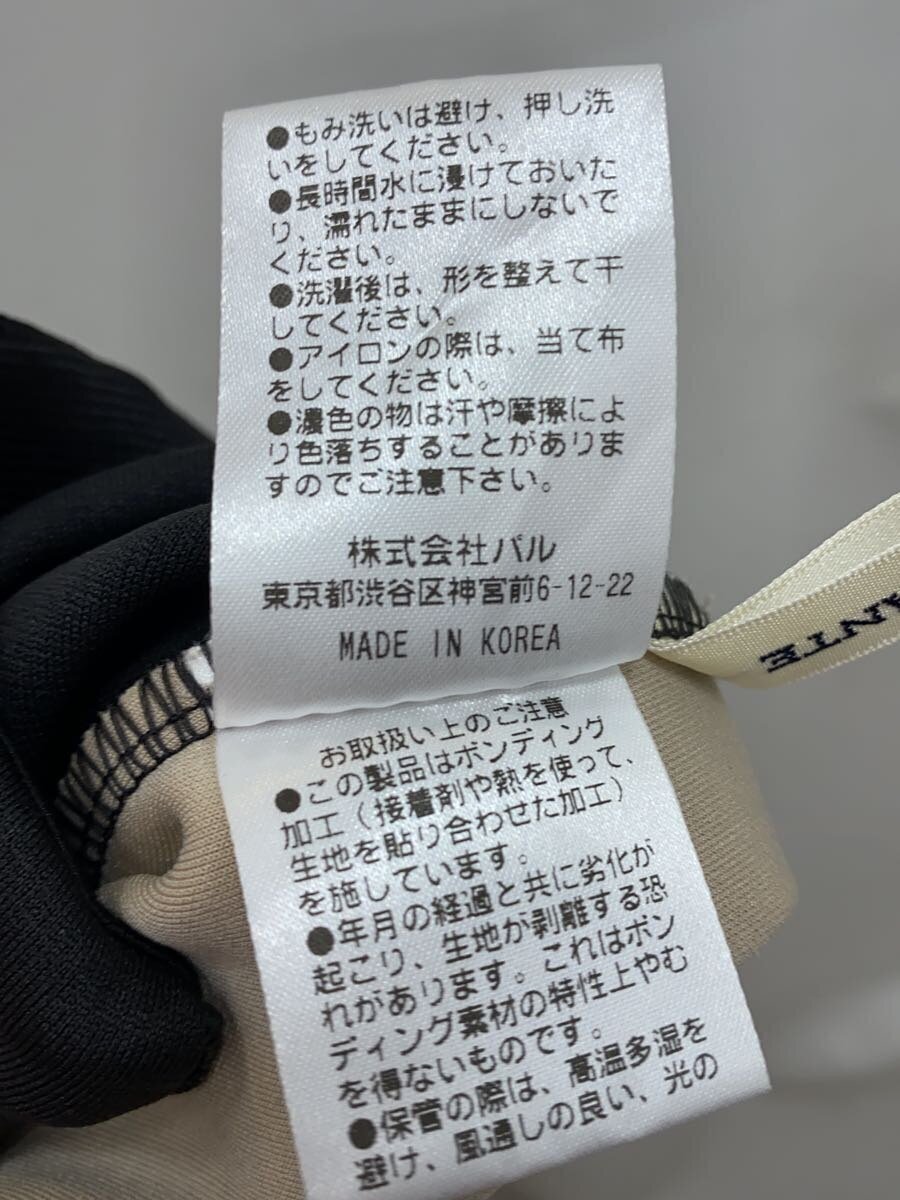 ●もみ洗いは避け、押し洗
いをしてください。
●長時間水に浸けておいた
り、濡れたままにしないで
ください。
●洗濯後は、形を整えて干
してください。
●アイロンの際は、当て布
をしてください。
●濃色の物は汗や摩擦によ
り色落ちすることがありま
すのでご注意下さい。
株式会社パル
東京都渋谷区神宮前6-12-22
MADE IN KOREA
お取扱い上のご注意
●この製品はボンディング
加工(接着剤や熱を使って、
生地を貼り合わせた加工)
を施しています。
●年月の経過と共に劣化が
起こり、生地が剥離する恐
れがあります。これはボン
ディング素材の特性上やむ
を得ないものです。
●保管の際は、高温多湿を
避け、風通しの良い、光の